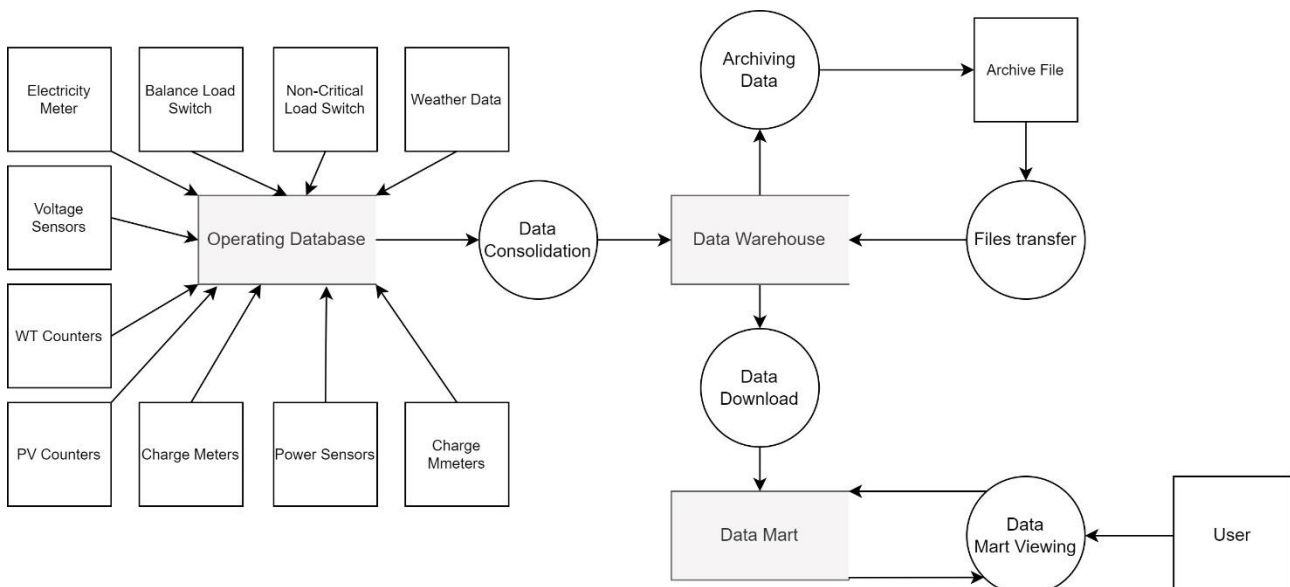 Electricity
Meter
Balance Load
Switch
Non-Critical
Load Switch
Weather Data
Archiving
Data
Archive File
Voltage
Sensors
Operating Database
Data
Consolidation
Data Warehouse
Files transfer
WT Counters
PV Counters
Charge Meters
Power Sensors
Charge
Mmeters
Data
Download
Data Mart
Data
Mart Viewing
User